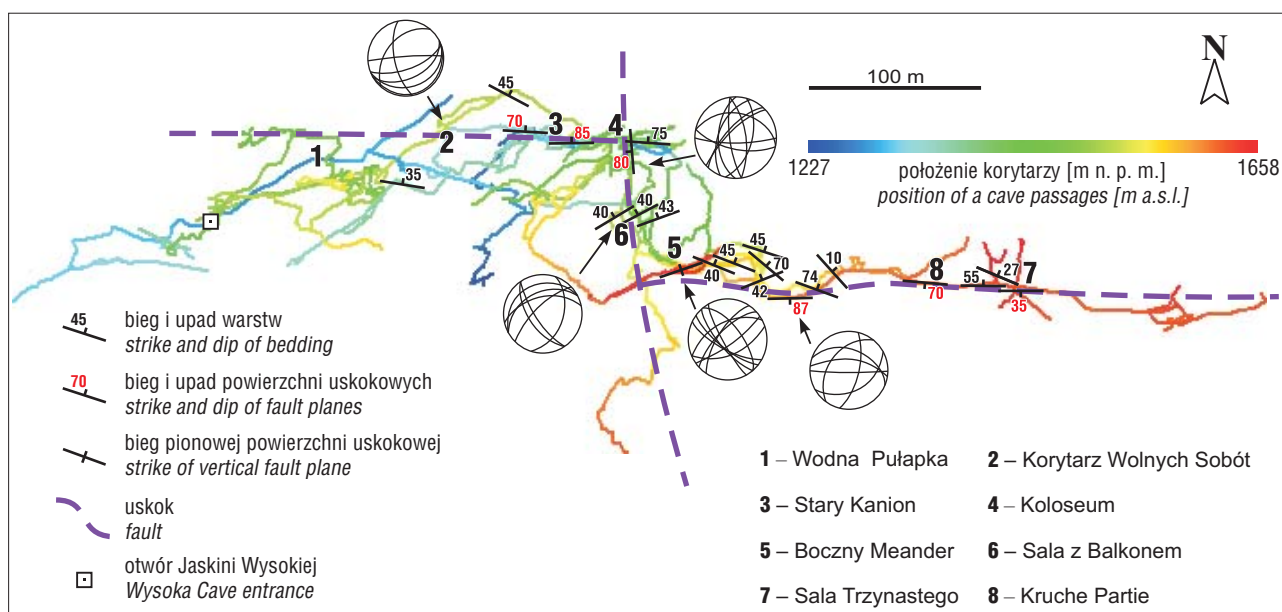 N
100 m
1227
1658
położenie korytarzy [m n. p. m.]
position of a cave passages [m a.s.l.]
45
70
3
85
4
75
2
1
80
35
40
40
43
6
5
45
45
70
10
40
42
74
87
8
70
55
27
7
35
45
bieg i upad warstw
strike and dip of bedding
70
bieg i upad powierzchni uskokowych
strike and dip of fault planes
bieg pionowej powierzchni uskokowej
strike of vertical fault plane
uskok
fault
otwór Jaskini Wysokiej
Wysoka Cave entrance
1 – Wodna Pułapka
2 – Korytarz Wolnych Sobót
3 – Stary Kanion
4 – Koloseum
5 – Boczny Meander
6 – Sala z Balkonem
7 – Sala Trzynastego
8 – Kruche Partie